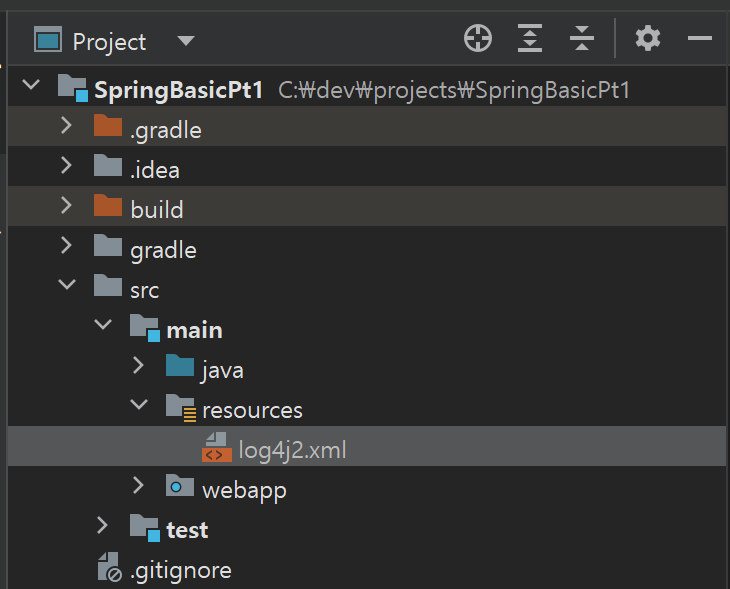 Project
SpringBasicPt1 C:₩dev₩projects₩SpringBasicPt1
.gradle
.idea
build
gradle
src
main
java
resources
log4j2.xml
webapp
test
.gitignore